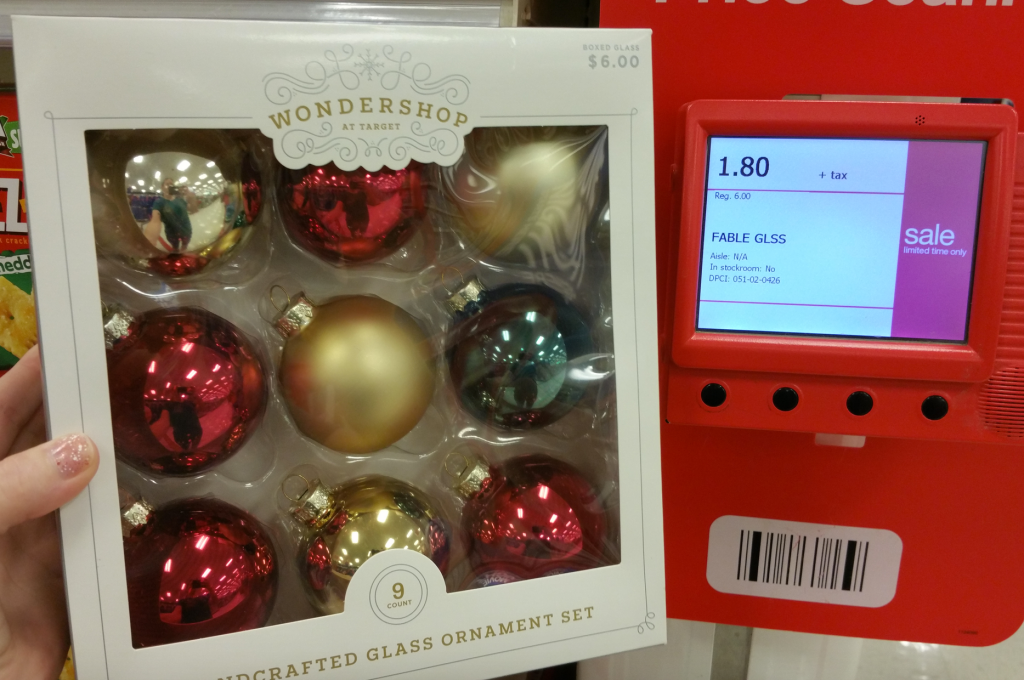 BOXED GLASS
$6.00
WONDERSHOP
AT TARGET
9
COUNT
NDCRAFTED GLASS ORNAMENT SET
1.80
+ tax
Reg. 6.00
FABLE GLSS
Aisle: N/A
In stockroom: No
DPCI: 051-02-0426
sale
limited time only